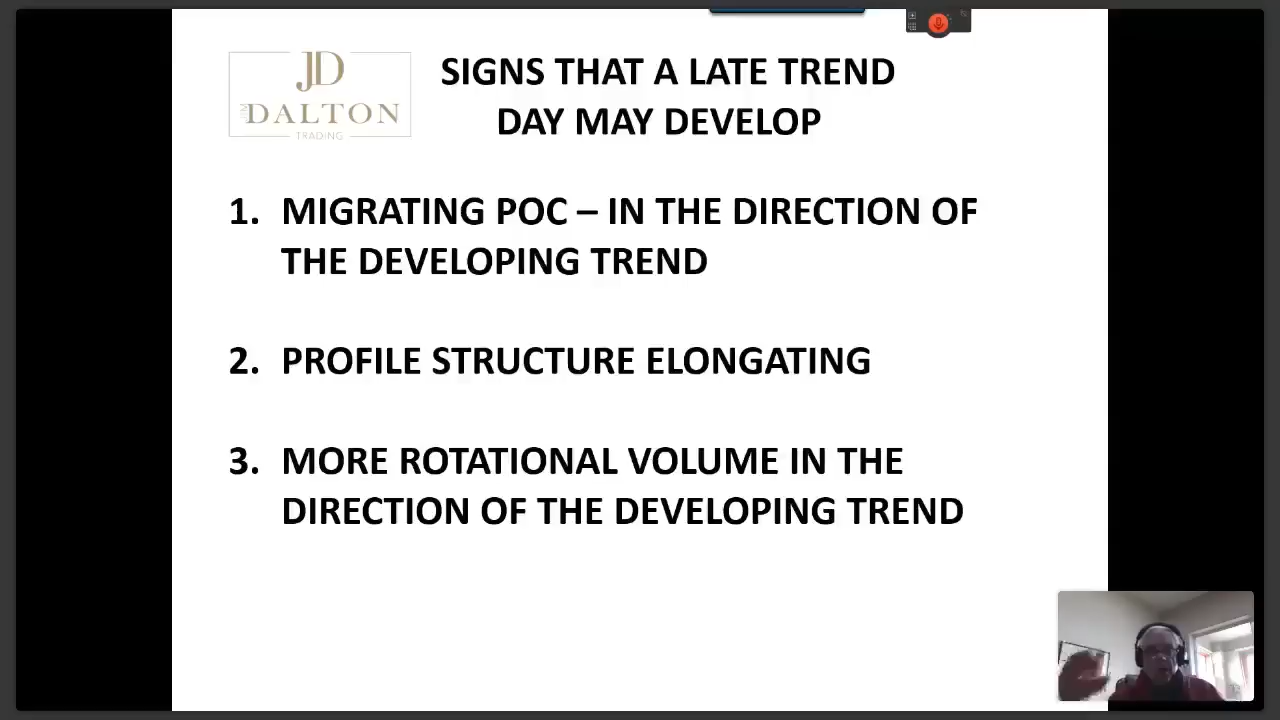 JD
JIM
DALTON
TRADING
SIGNS THAT A LATE TREND
DAY MAY DEVELOP
1. MIGRATING POC – IN THE DIRECTION OF
THE DEVELOPING TREND
2. PROFILE STRUCTURE ELONGATING
3. MORE ROTATIONAL VOLUME IN THE
DIRECTION OF THE DEVELOPING TREND